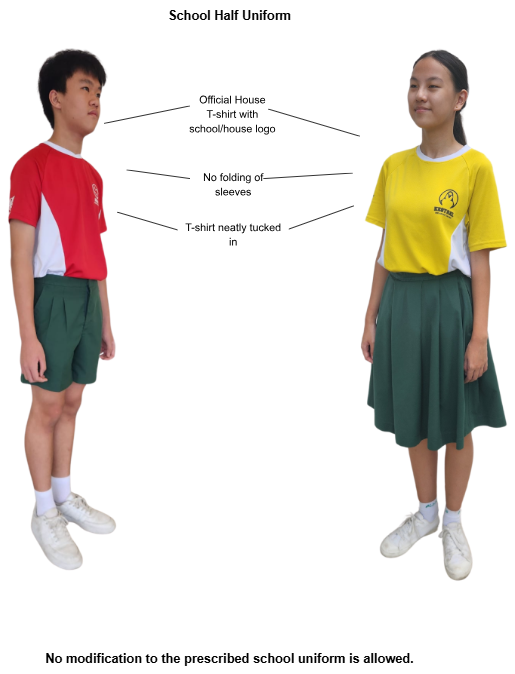 School Half Uniform
Official House
T-shirt with
school/house logo
No folding of
sleeves
T-shirt neatly tucked
in
No modification to the prescribed school uniform is allowed.